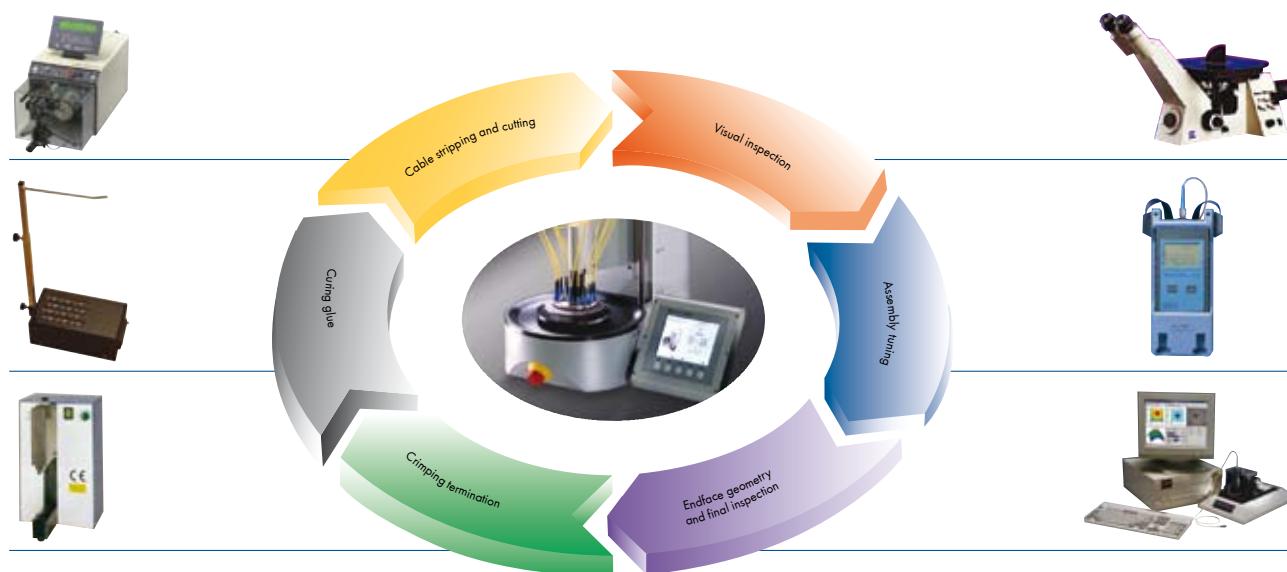 Cable stripping and cutting
Visual inspection
Assembly tuning
Endface geometry
and final inspection
Crimping termination
Curing glue
CE